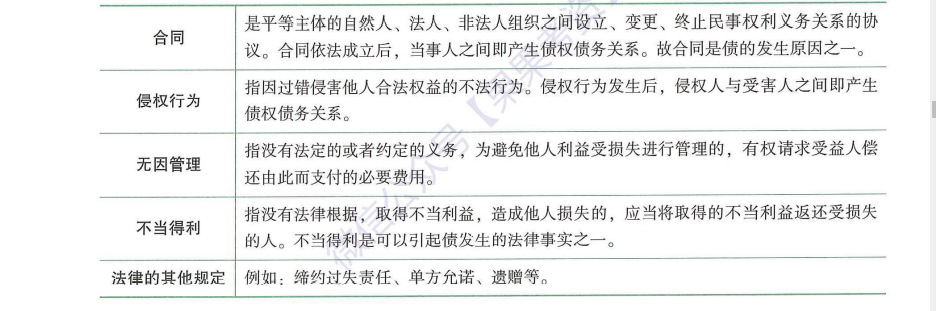 合同
是平等主体的自然人、法人、非法人组织之间设立、变更、终止民事权利义务关系的协
议。合同依法成立后，当事人之间即产生债权债务关系。故合同是债的发生原因之一。
侵权行为
指因过错侵害他人合法权益的不法行为。侵权行为发生后，侵权人与受害人之间即产生
债权债务关系。
无因管理
指没有法定的或者约定的义务，为避免他人利益受损失进行管理的，有权请求受益人偿
还由此而支付的必要费用。
不当得利
指没有法律根据，取得不当利益，造成他人损失的，应当将取得的不当利益返还受损失
的人。不当得利是可以引起债发生的法律事实之一。
法律的其他规定
例如：缔约过失责任、单方允诺、遗赠等。
微信公众号【果果考资